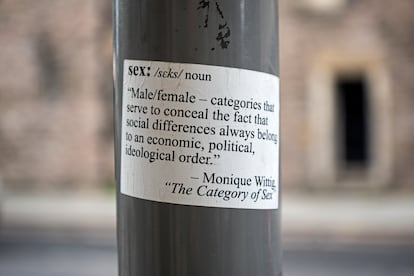 sex: /sɛks/ noun
“Male/female – categories that
serve to conceal the fact that
social differences always belong
to an economic, political,
ideological order.”
– Monique Wittig,
“The Category of Sex”